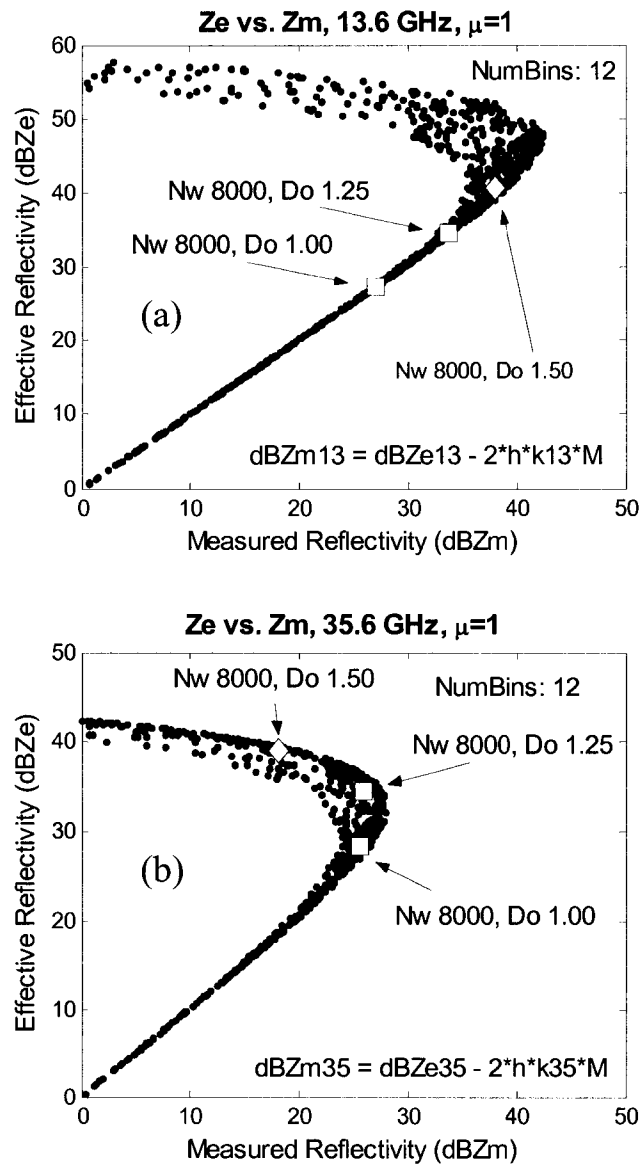 Ze vs. Zm, 13.6 GHz, μ=1
60
50
40
30
20
10
0
Effective Reflectivity (dBZe)
NumBins: 12
Nw 8000, Do 1.25
Nw 8000, Do 1.00
(a)
Nw 8000, Do 1.50
dBZm13 = dBZe13 - 2*h*k13*M
0 10 20 30 40 50
Measured Reflectivity (dBZm)
Ze vs. Zm, 35.6 GHz, μ=1
50
40
30
20
10
0
Effective Reflectivity (dBZe)
Nw 8000, Do 1.50
NumBins: 12
Nw 8000, Do 1.25
(b)
Nw 8000, Do 1.00
dBZm35 = dBZe35 - 2*h*k35*M
0 10 20 30 40 50
Measured Reflectivity (dBZm)